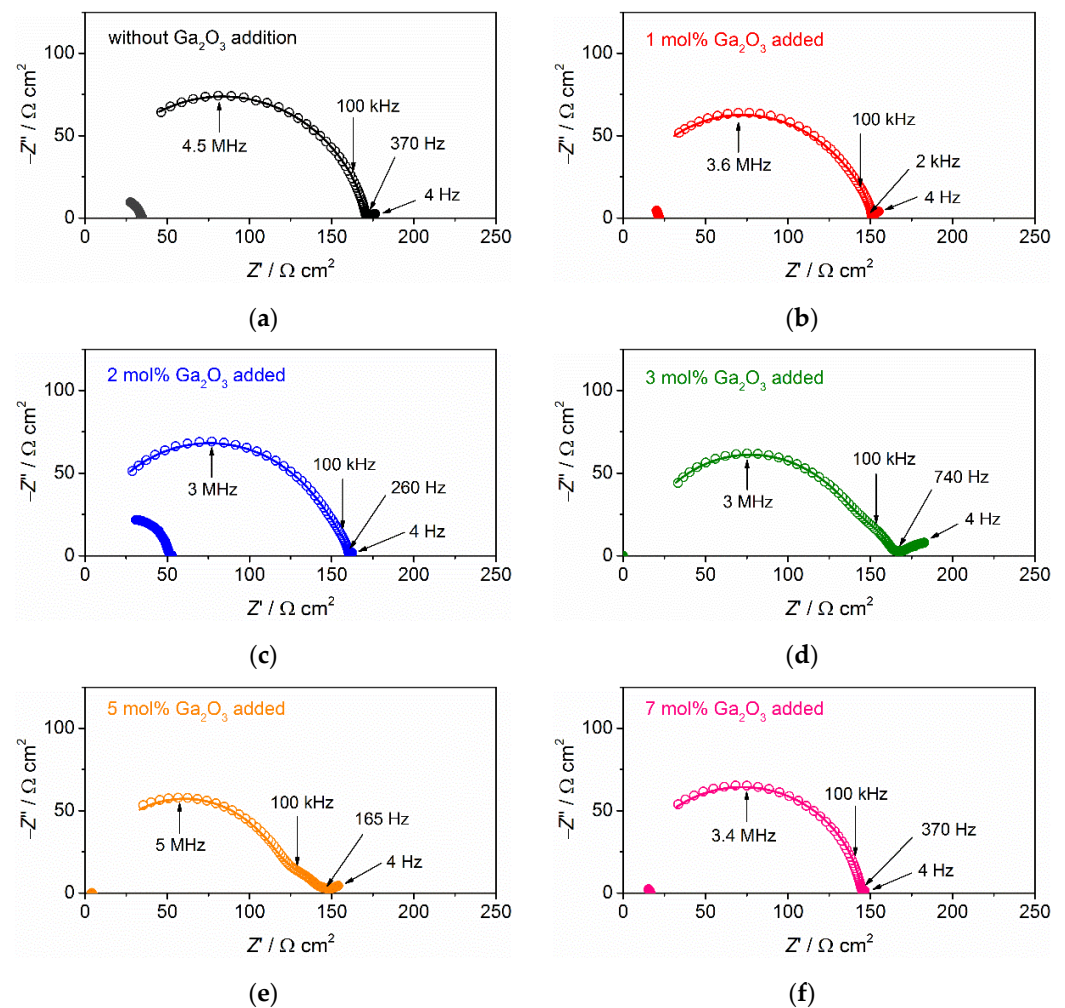 without Ga₂O₃ addition
100
50
0
−Z'' / Ω cm²
4.5 MHz
100 kHz
370 Hz
4 Hz
0 50 100 150 200 250
Z' / Ω cm²
(a)
1 mol% Ga₂O₃ added
100
50
0
−Z'' / Ω cm²
3.6 MHz
100 kHz
2 kHz
4 Hz
0 50 100 150 200 250
Z' / Ω cm²
(b)
2 mol% Ga₂O₃ added
100
50
0
−Z'' / Ω cm²
3 MHz
100 kHz
260 Hz
4 Hz
0 50 100 150 200 250
Z' / Ω cm²
(c)
3 mol% Ga₂O₃ added
100
50
0
−Z'' / Ω cm²
3 MHz
100 kHz
740 Hz
4 Hz
0 50 100 150 200 250
Z' / Ω cm²
(d)
5 mol% Ga₂O₃ added
100
50
0
−Z'' / Ω cm²
5 MHz
100 kHz
165 Hz
4 Hz
0 50 100 150 200 250
Z' / Ω cm²
(e)
7 mol% Ga₂O₃ added
100
50
0
−Z'' / Ω cm²
3.4 MHz
100 kHz
370 Hz
4 Hz
0 50 100 150 200 250
Z' / Ω cm²
(f)